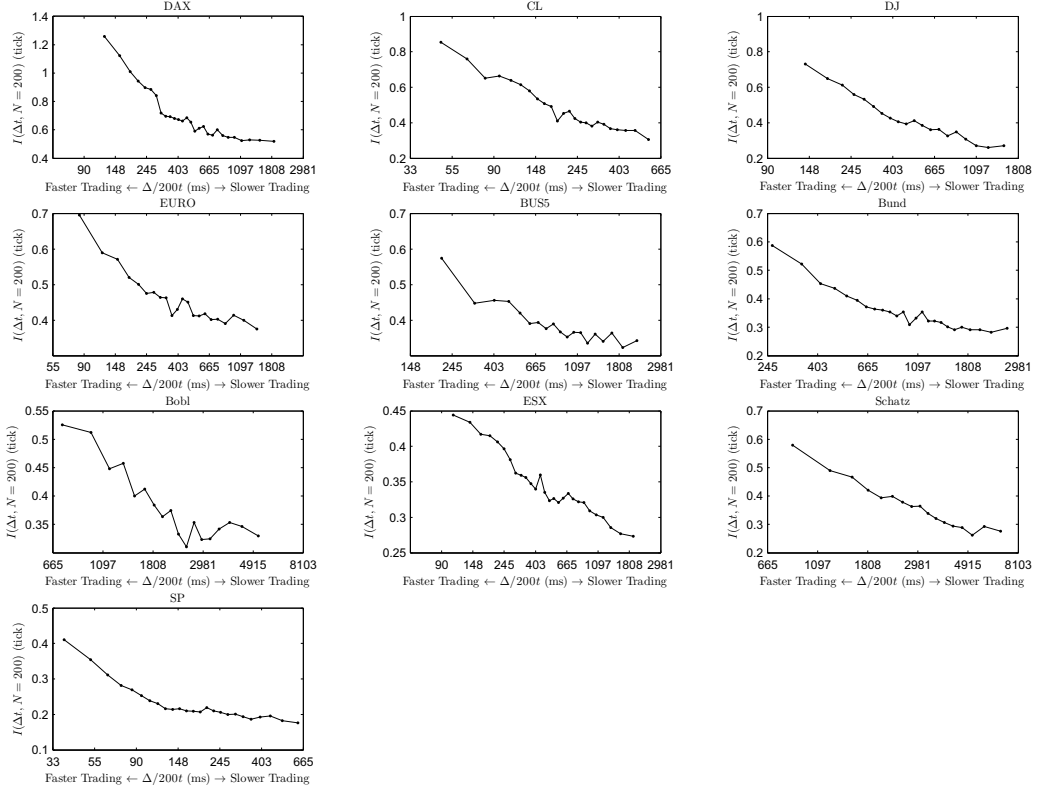 DAX
I(Δt, N = 200) (tick)
1.4
1.2
1
0.8
0.6
0.4
90 148 245 403 665 1097 1808 2981
Faster Trading ← Δ/200t (ms) → Slower Trading
CL
I(Δt, N = 200) (tick)
1
0.8
0.6
0.4
0.2
33 55 90 148 245 403 665
Faster Trading ← Δ/200t (ms) → Slower Trading
DJ
I(Δt, N = 200) (tick)
1
0.8
0.6
0.4
0.2
90 148 245 403 665 1097 1808
Faster Trading ← Δ/200t (ms) → Slower Trading
EURO
I(Δt, N = 200) (tick)
0.7
0.6
0.5
0.4
55 90 148 245 403 665 1097 1808
Faster Trading ← Δ/200t (ms) → Slower Trading
BUS5
I(Δt, N = 200) (tick)
0.7
0.6
0.5
0.4
148 245 403 665 1097 1808 2981
Faster Trading ← Δ/200t (ms) → Slower Trading
Bund
I(Δt, N = 200) (tick)
0.7
0.6
0.5
0.4
0.3
0.2
245 403 665 1097 1808 2981
Faster Trading ← Δ/200t (ms) → Slower Trading
Bobl
I(Δt, N = 200) (tick)
0.55
0.5
0.45
0.4
0.35
665 1097 1808 2981 4915 8103
Faster Trading ← Δ/200t (ms) → Slower Trading
ESX
I(Δt, N = 200) (tick)
0.45
0.4
0.35
0.3
0.25
90 148 245 403 665 1097 1808 2981
Faster Trading ← Δ/200t (ms) → Slower Trading
Schatz
I(Δt, N = 200) (tick)
0.7
0.6
0.5
0.4
0.3
0.2
665 1097 1808 2981 4915 8103
Faster Trading ← Δ/200t (ms) → Slower Trading
SP
I(Δt, N = 200) (tick)
0.5
0.4
0.3
0.2
0.1
33 55 90 148 245 403 665
Faster Trading ← Δ/200t (ms) → Slower Trading